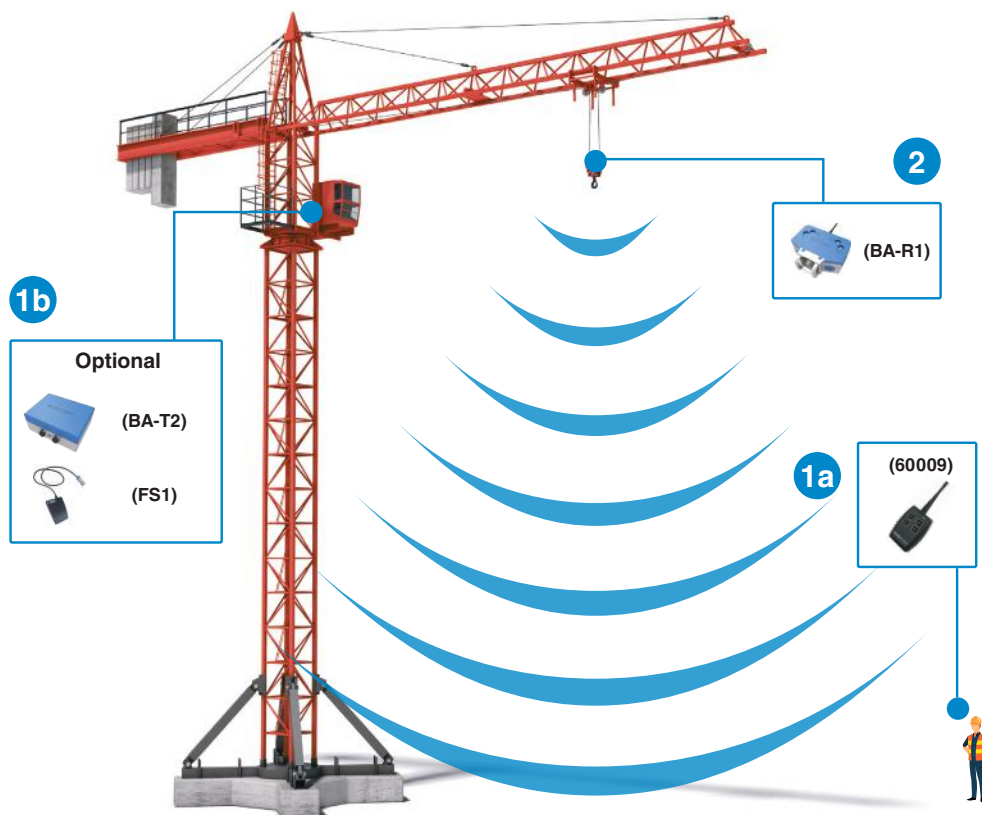 2
(BA-R1)
1b
Optional
(BA-T2)
(FS1)
1a
(60009)